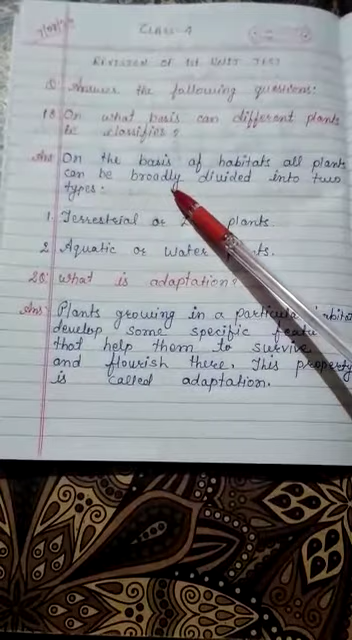 Class-4
REVISION OF 1st UNIT TEST
Q Answer the following questions:
1Q On what basis can different plants
be classifies?
Ans On the basis of habitats all plants
can be broadly divided into two
types:
1. Terrestrial or plants
2. Aquatic or Water
2Q: What is adaptation?
Ans: Plants growing in a particula
develop some specific featu
that help them to survive
and flourish there. This property
is called adaptation.